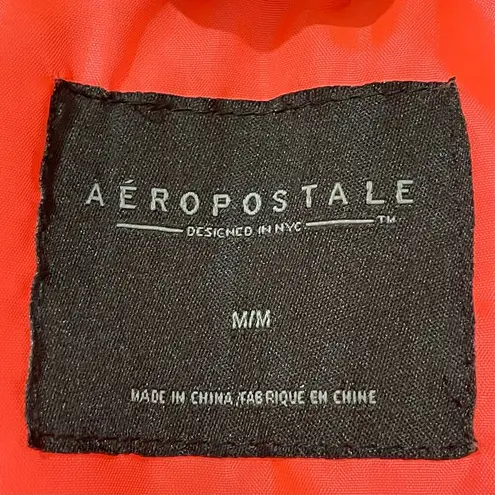 AÉROPOSTALE
DESIGNED IN NYC ™
M/M
MADE IN CHINA/FABRIQUÉ EN CHINE